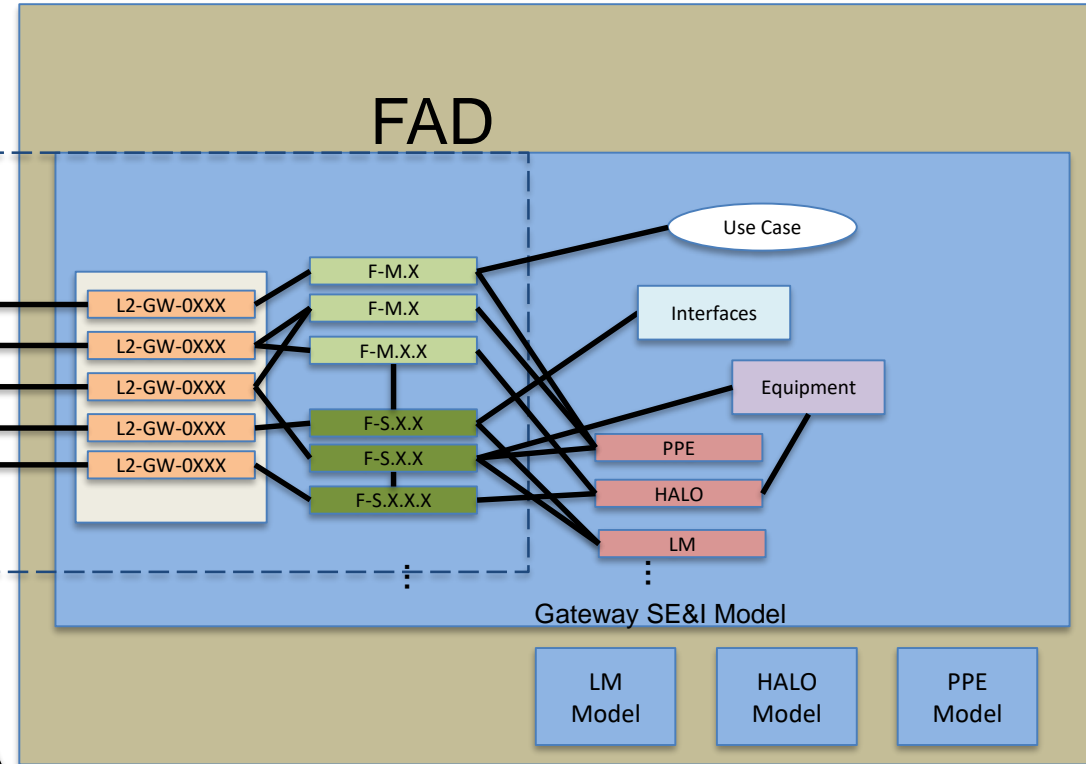 FAD
Use Case
F-M.X
L2-GW-0XXX
F-M.X
Interfaces
L2-GW-0XXX
F-M.X.X
L2-GW-0XXX
Equipment
L2-GW-0XXX
F-S.X.X
L2-GW-0XXX
F-S.X.X
PPE
F-S.X.X.X
HALO
LM
Gateway SE&I Model
LM
Model
HALO
Model
PPE
Model